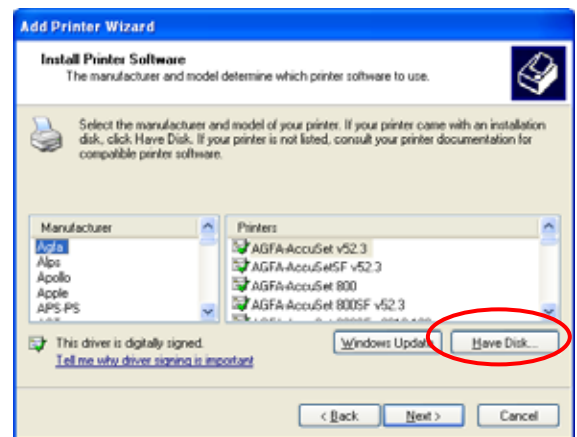 Add Printer Wizard
Install Printer Software
The manufacturer and model determine which printer software to use.
Select the manufacturer and model of your printer. If your printer came with an installation
disk, click Have Disk. If your printer is not listed, consult your printer documentation for
compatible printer software.
Manufacturer
Agfa
Alps
Apollo
Apple
APS-PS
Printers
AGFA-AccuSet v52.3
AGFA-AccuSetSF v52.3
AGFA-AccuSet 800
AGFA-AccuSet 800SF v52.3
This driver is digitally signed.
Tell me why driver signing is important
Windows Update
Have Disk...
< Back
Next >
Cancel